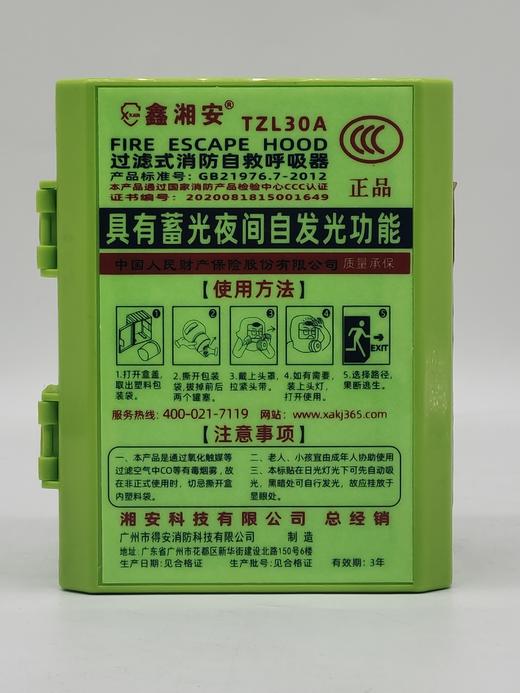 XXAN 鑫湘安® TZL30A
FIRE ESCAPE HOOD
过滤式消防自救呼吸器
产品标准号: GB21976.7-2012
本产品通过国家消防产品检验中心CCC认证
证书编号: 2020081815001649
CCC
正品
具有蓄光夜间自发光功能
中国人民财产保险股份有限公司 质量承保
【使用方法】
1 2 3 4 5
EXIT
1.打开盒盖,取出塑料包装袋。
2.撕开包装袋,拔掉前后两个罐塞。
3.戴上头罩,拉紧头带。
4.如有需要,装上头灯,打开使用。
5.选择路径,果断逃生。
服务热线: 400-021-7119 网站: www.xakj365.com
【注意事项】
一、本产品是通过氧化触媒等
过滤空气中CO等有毒烟雾,故
在非正式使用时,切忌撕开盒
内塑料袋。
二、老人、小孩宜由成年人协助使用
三、本标贴在日光灯光下可先自动吸
光,黑暗处可自行发光,故应挂放于
显眼处。
湘安科技有限公司 总经销
广州市得安消防科技有限公司 制造
地址: 广东省广州市花都区新华街建设北路150号6楼
生产日期: 见合格证 生产批号: 见合格证 有效期: 3年